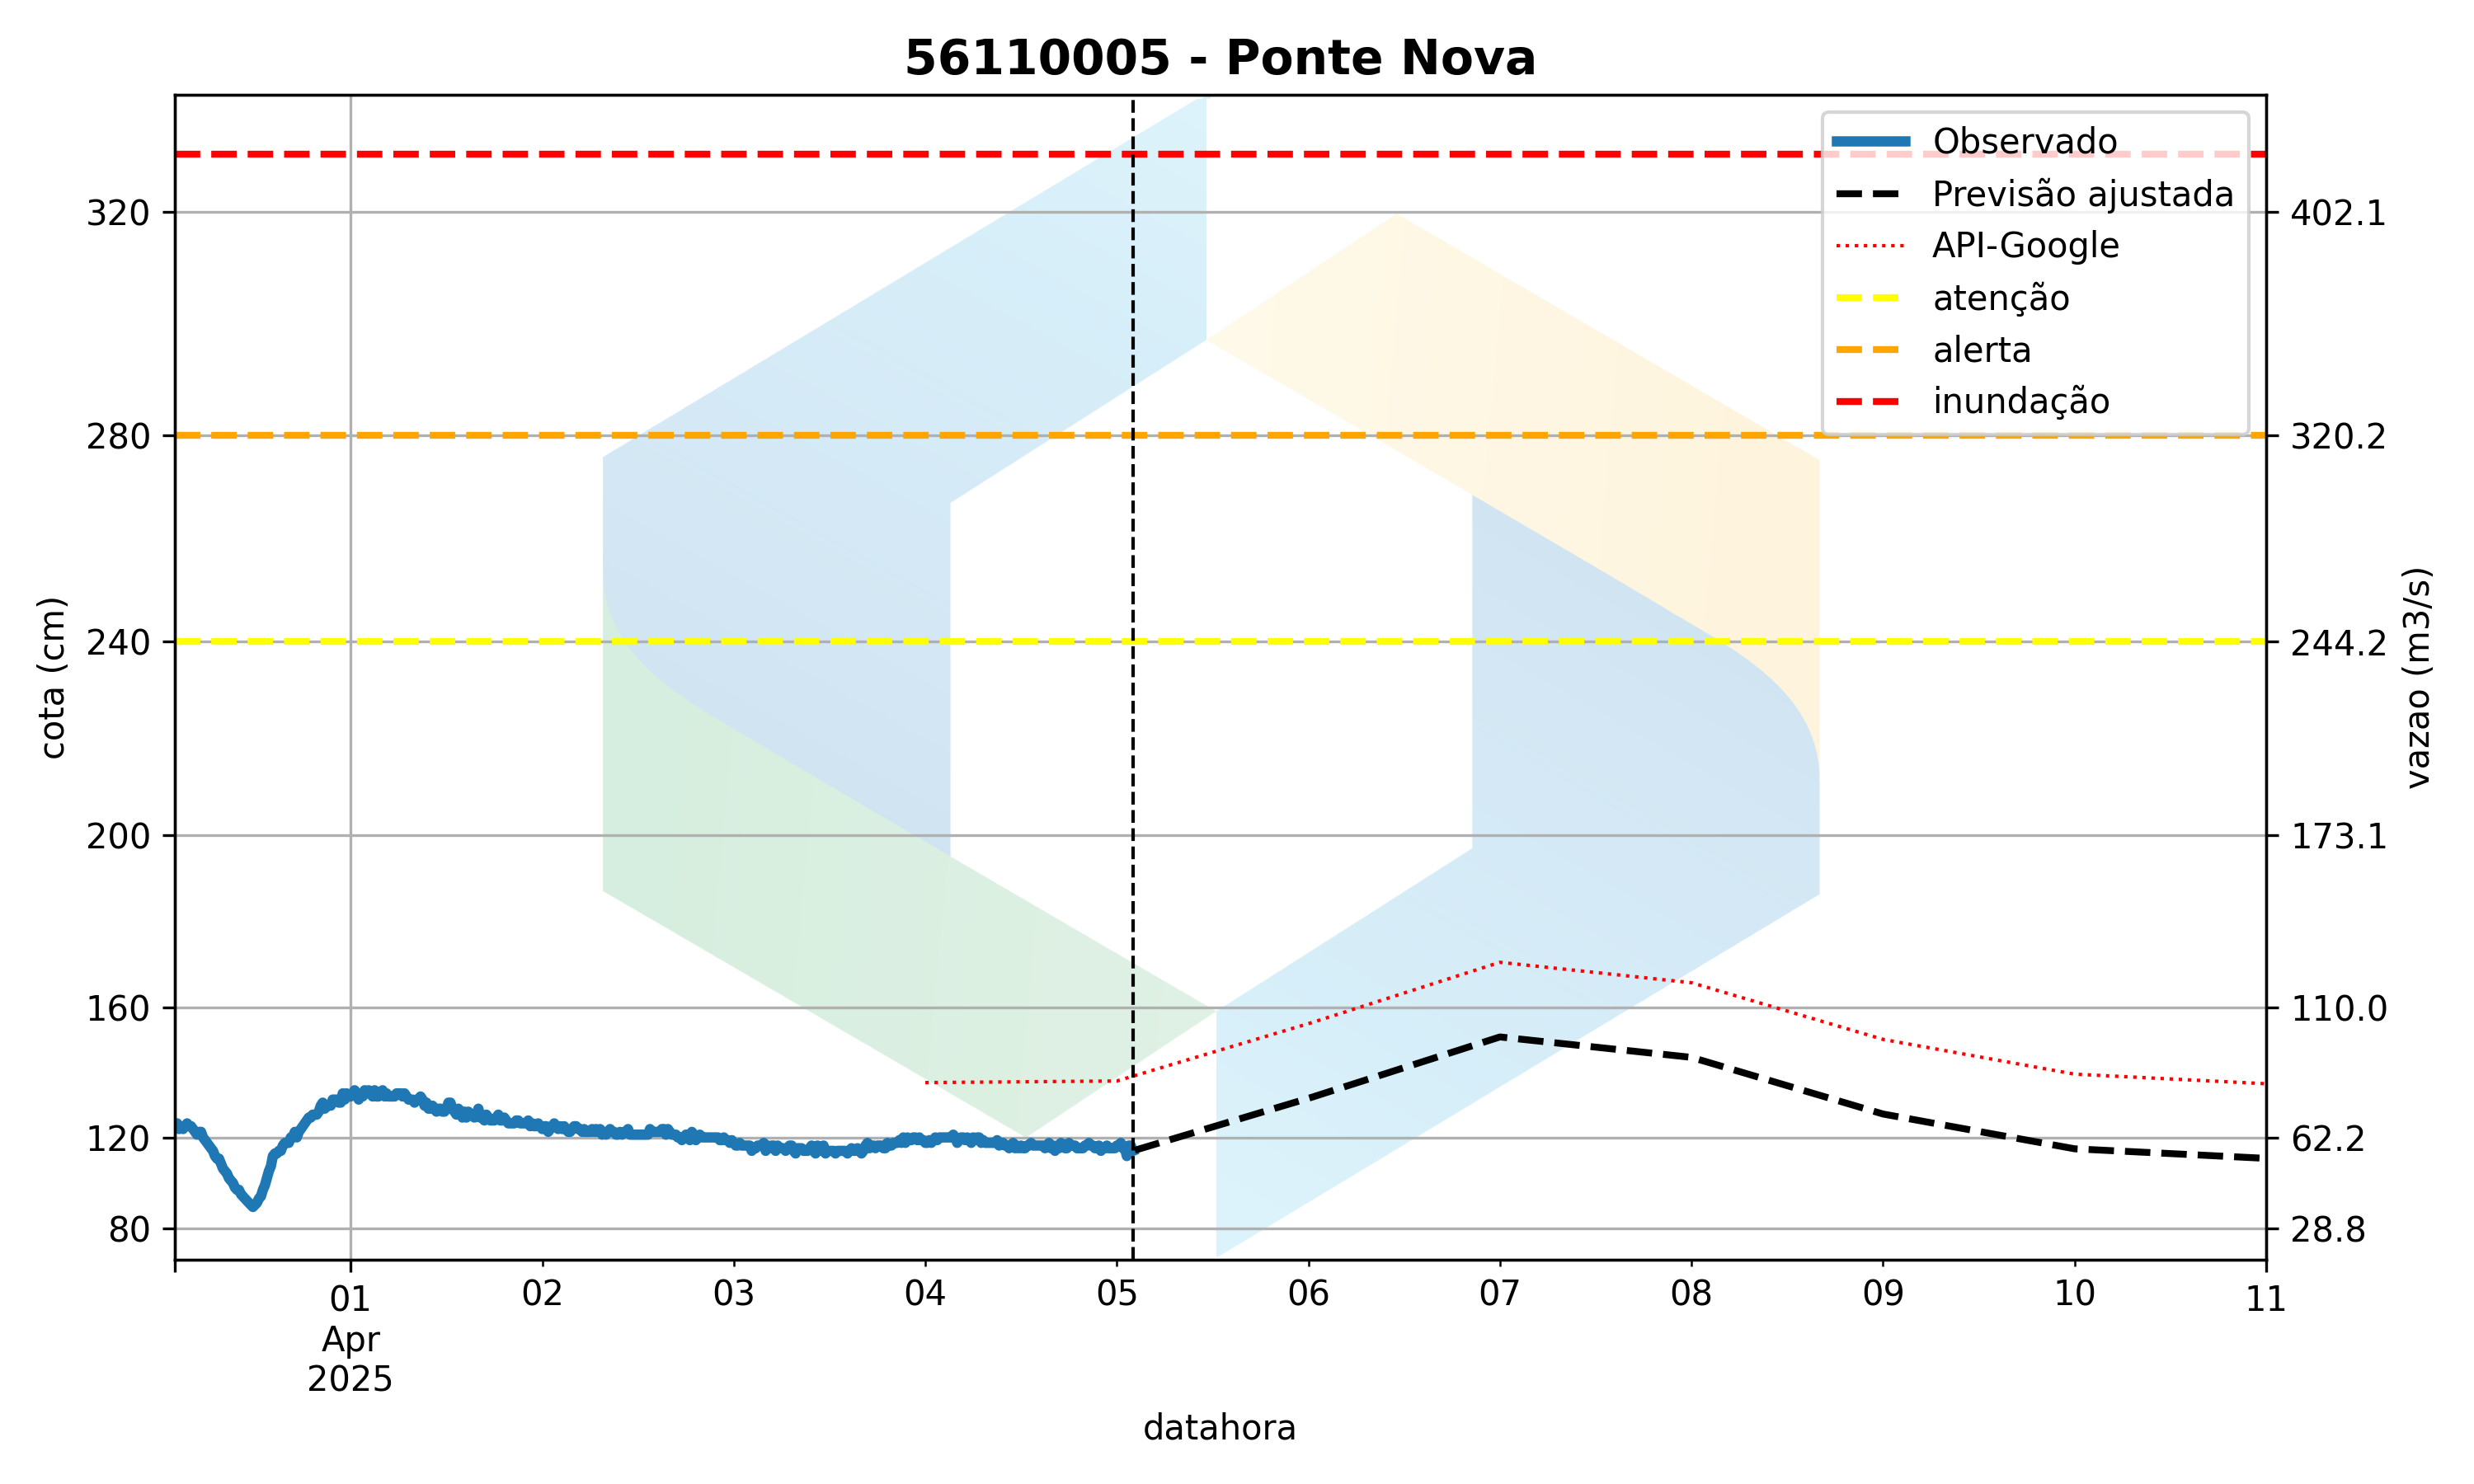 56110005 - Ponte Nova
Observado
Previsão ajustada
API-Google
atenção
alerta
inundação
cota (cm)
320
280
240
200
160
120
80
402.1
320.2
244.2
173.1
110.0
62.2
28.8
vazao (m3/s)
01 02 03 04 05 06 07 08 09 10 11
Apr
2025
datahora